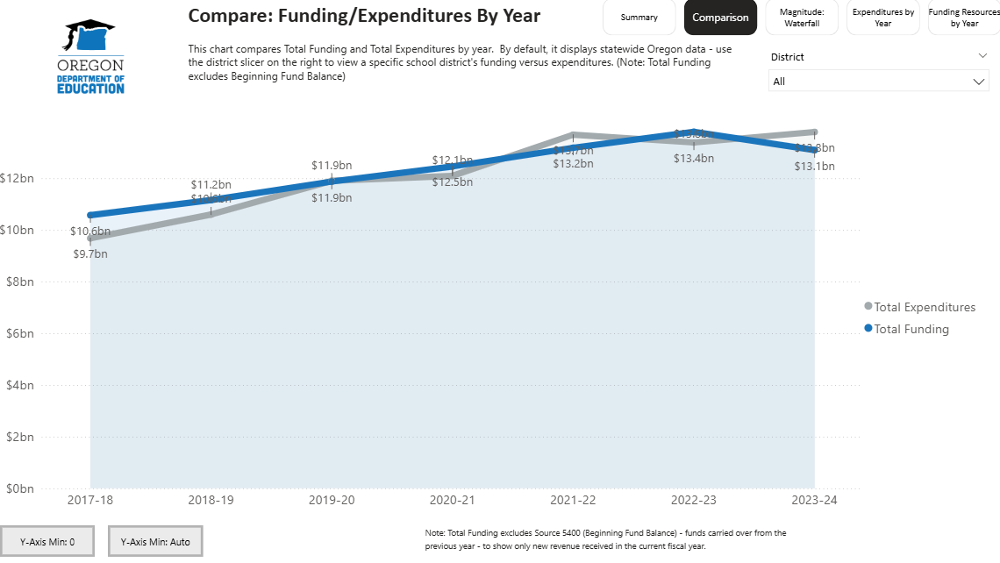 Compare: Funding/Expenditures By Year
Summary
Comparison
Magnitude:
Waterfall
Expenditures by
Year
Funding Resources
by Year
OREGON
DEPARTMENT OF
EDUCATION
This chart compares Total Funding and Total Expenditures by year.  By default, it displays statewide Oregon data - use
the district slicer on the right to view a specific school district's funding versus expenditures. (Note: Total Funding
excludes Beginning Fund Balance)
District
All
$12bn
$10bn
$8bn
$6bn
$4bn
$2bn
$0bn
$10.6bn
$9.7bn
$11.2bn
$11.9bn
$11.9bn
$12.1bn
$12.5bn
$13.7bn
$13.2bn
$13.4bn
$13.8bn
$13.1bn
2017-18
2018-19
2019-20
2020-21
2021-22
2022-23
2023-24
Total Expenditures
Total Funding
Y-Axis Min: 0
Y-Axis Min: Auto
Note: Total Funding excludes Source 5400 (Beginning Fund Balance) - funds carried over from the
previous year - to show only new revenue received in the current fiscal year.